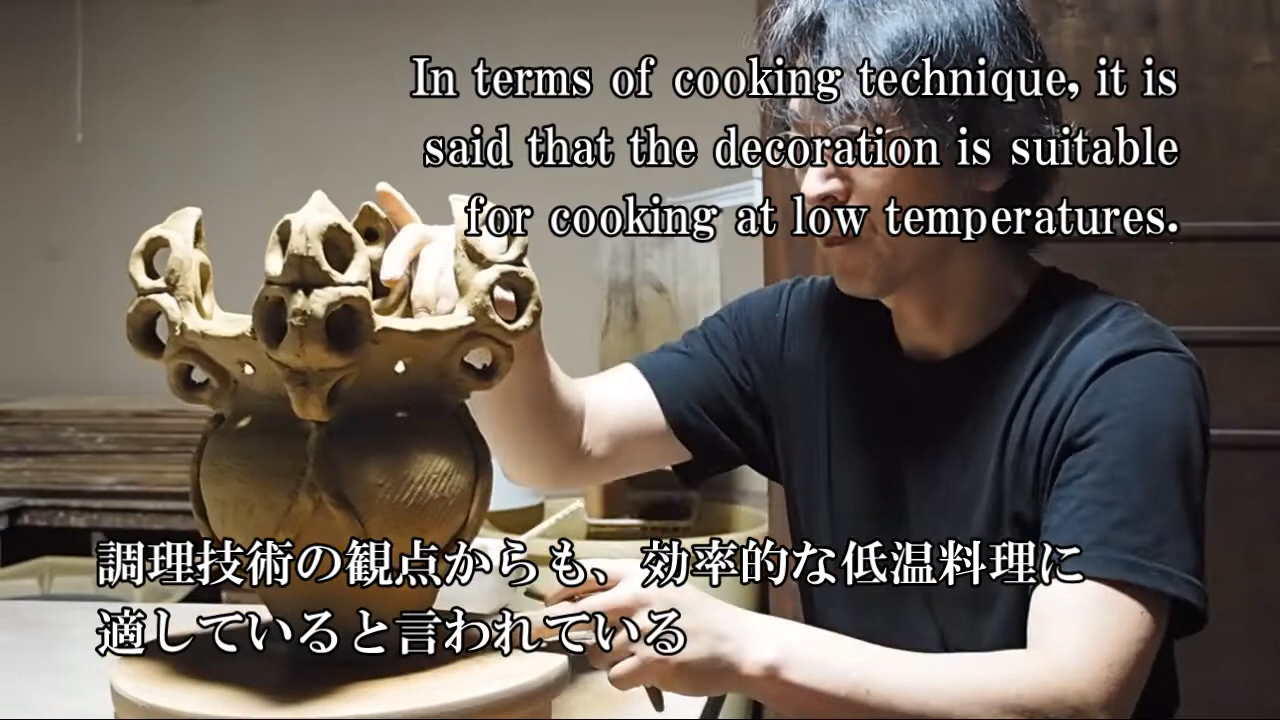 In terms of cooking technique, it is
said that the decoration is suitable
for cooking at low temperatures.
調理技術の観点からも、効率的な低温料理に
適していると言われている